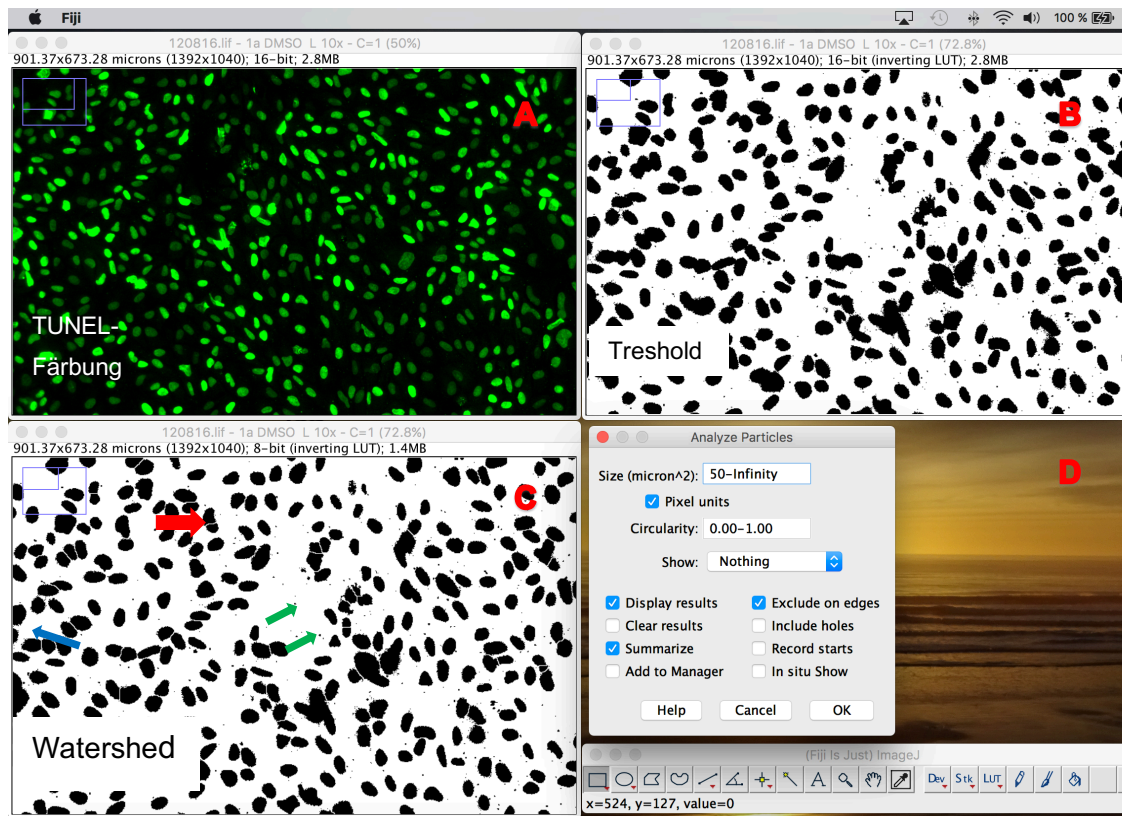 Fiji
100 %
120816.lif - 1a DMSO L 10x - C=1 (50%)
901.37x673.28 microns (1392x1040); 16-bit; 2.8MB
A
TUNEL-
Färbung
120816.lif - 1a DMSO L 10x - C=1 (72.8%)
901.37x673.28 microns (1392x1040); 16-bit (inverting LUT); 2.8MB
B
Treshold
120816.lif - 1a DMSO L 10x - C=1 (72.8%)
901.37x673.28 microns (1392x1040); 8-bit (inverting LUT); 1.4MB
C
Watershed
Analyze Particles
D
Size (micron^2): 50-Infinity
Pixel units
Circularity: 0.00-1.00
Show: Nothing
Display results Exclude on edges
Clear results Include holes
Summarize Record starts
Add to Manager In situ Show
Help Cancel OK
(Fiji Is Just) ImageJ
A Dev Stk LUT
x=524, y=127, value=0